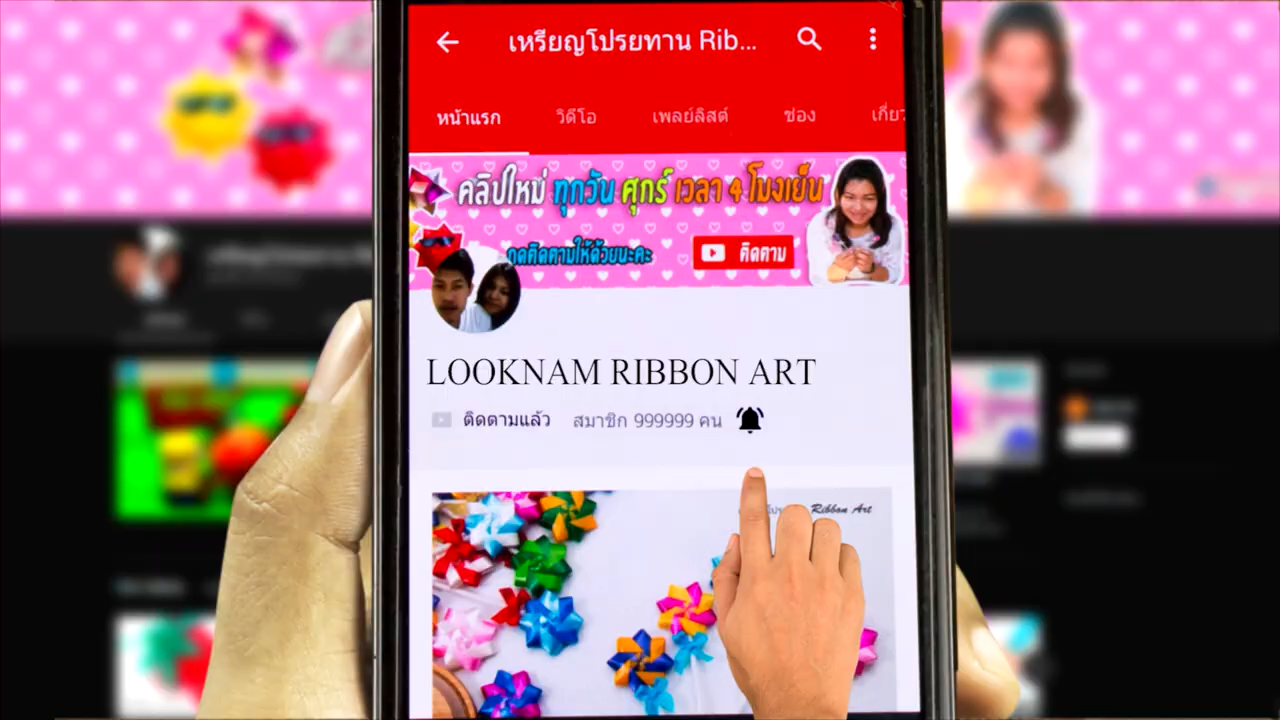 เหรียญโปรยทาน Rib...
หน้าแรก วิดีโอ เพลย์ลิสต์ ช่อง เกี่ยว
คลิปใหม่ ทุกวัน ศุกร์ เวลา 4 โมงเย็น
กดติดตามให้ด้วยนะคะ ติดตาม
LOOKNAM RIBBON ART
ติดตามแล้ว สมาชิก 999999 คน
Ribbon Art